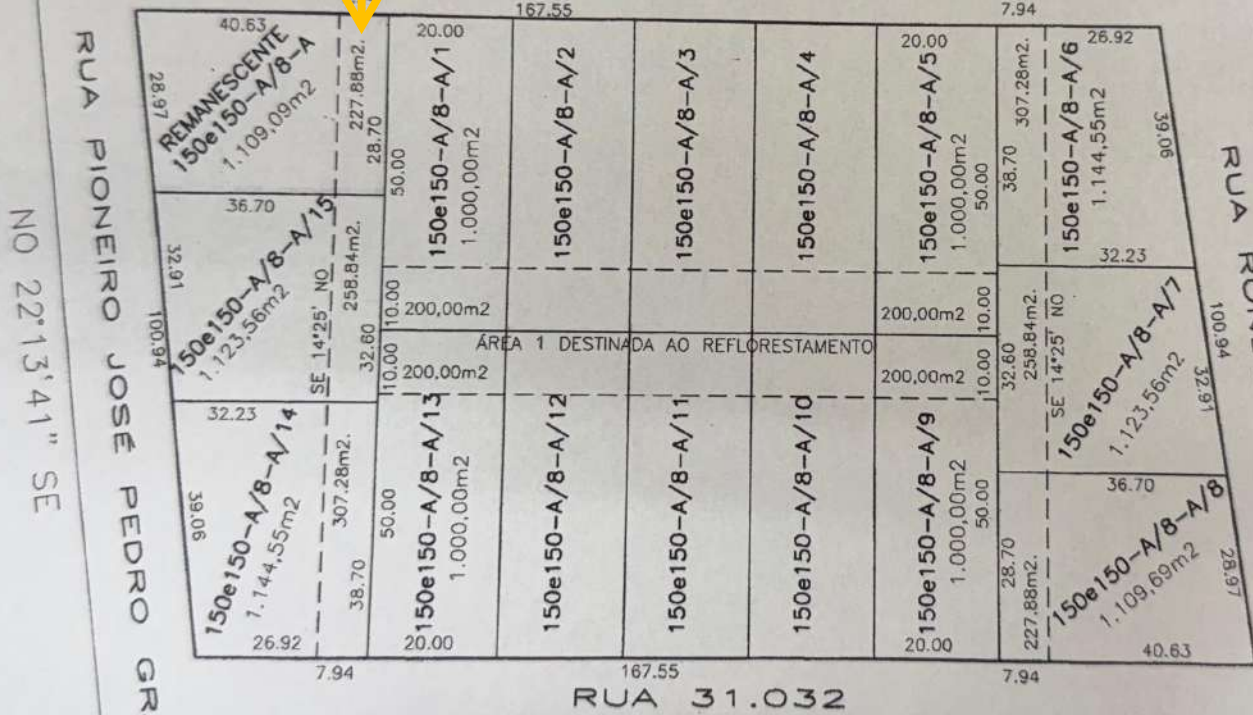 167.55
7.94
40.63
REMANESCENTE
150e150-A/8-A
1.109,09m2
28.97
227.88m2.
28.70
20.00
150e150-A/8-A/1
1.000,00m2
50.00
150e150-A/8-A/2
150e150-A/8-A/3
150e150-A/8-A/4
20.00
150e150-A/8-A/5
1.000,00m2
50.00
307.28m2.
38.70
26.92
150e150-A/8-A/6
1.144,55m2
39.06
32.23
36.70
150e150-A/8-A/15
1.123,56m2
32.91
100.94
SE 14°25' NO
258.84m2.
32.60
10.00
200,00m2
200,00m2
10.00
ÁREA 1 DESTINADA AO REFLORESTAMENTO
10.00
200,00m2
200,00m2
10.00
32.60
258.84m2.
SE 14°25' NO
150e150-A/8-A/7
1.123,56m2
32.91
100.94
32.23
150e150-A/8-A/14
1.144,55m2
39.06
26.92
307.28m2.
38.70
50.00
150e150-A/8-A/13
1.000,00m2
20.00
150e150-A/8-A/12
150e150-A/8-A/11
150e150-A/8-A/10
150e150-A/8-A/9
1.000,00m2
50.00
20.00
28.70
227.88m2.
36.70
150e150-A/8-A/8
1.109,69m2
28.97
40.63
7.94
167.55
7.94
RUA 31.032
RUA PIONEIRO JOSÉ PEDRO GR
NO 22°13'41" SE
RUA